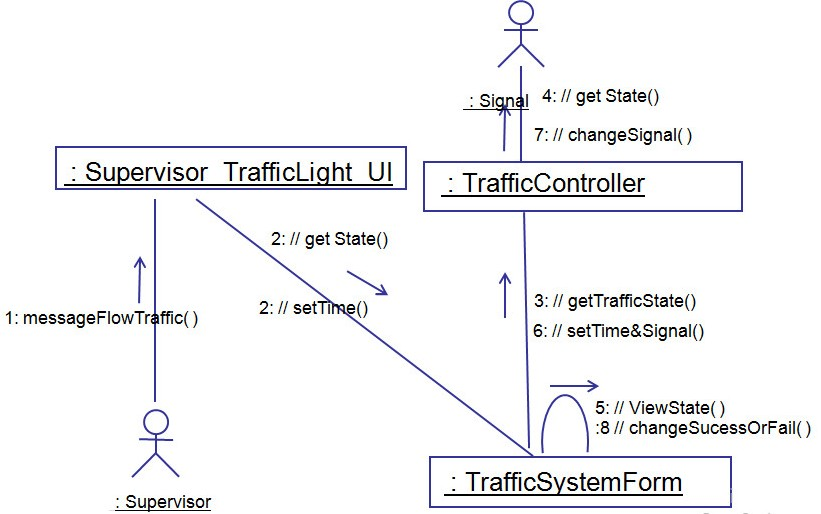 : Signal
4: // get State()
7: // changeSignal( )
: Supervisor_TrafficLight_UI
: TrafficController
2: // get State()
2: // setTime()
1: messageFlowTraffic( )
3: // getTrafficState()
6: // setTime&Signal()
5: // ViewState( )
:8 // changeSucessOrFail( )
: TrafficSystemForm
: Supervisor